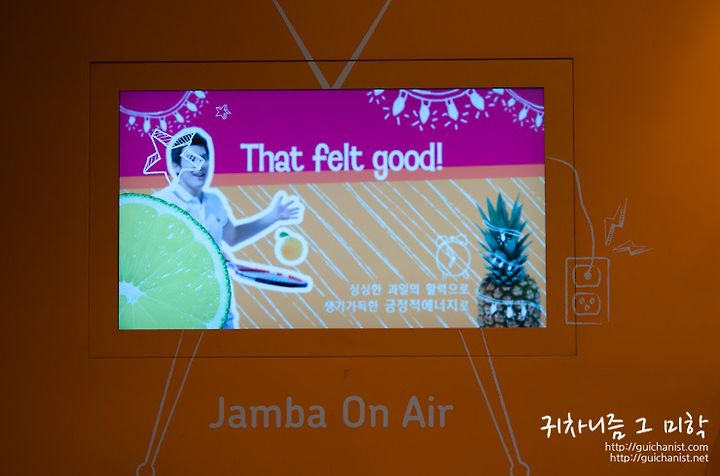 That felt good!
싱싱한 과일의 활력으로
생기가득한 긍정적에너지로
Jamba On Air
귀차니즘 그 미학
http://guichanist.com
http://guichanist.net